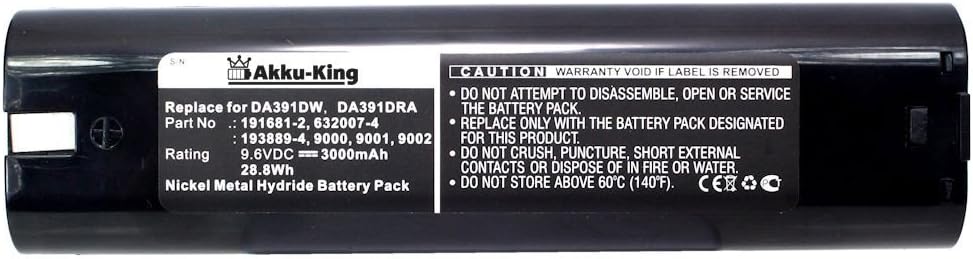 S/N
Akku-King
Replace for DA391DW, DA391DRA
Part No : 191681-2, 632007-4
: 193889-4, 9000, 9001, 9002
Rating : 9.6VDC 3000mAh
28.8Wh
Nickel Metal Hydride Battery Pack
CAUTION WARRANTY VOID IF LABEL IS REMOVED
• DO NOT ATTEMPT TO DISASSEMBLE, OPEN OR SERVICE
THE BATTERY PACK.
• REPLACE ONLY WITH THE BATTERY PACK DESIGNATED
FOR THIS PRODUCT.
• DO NOT CRUSH, PUNCTURE, SHORT EXTERNAL
CONTACTS OR DISPOSE OF IN FIRE OR WATER.
• DO NOT STORE ABOVE 60°C (140°F) CE